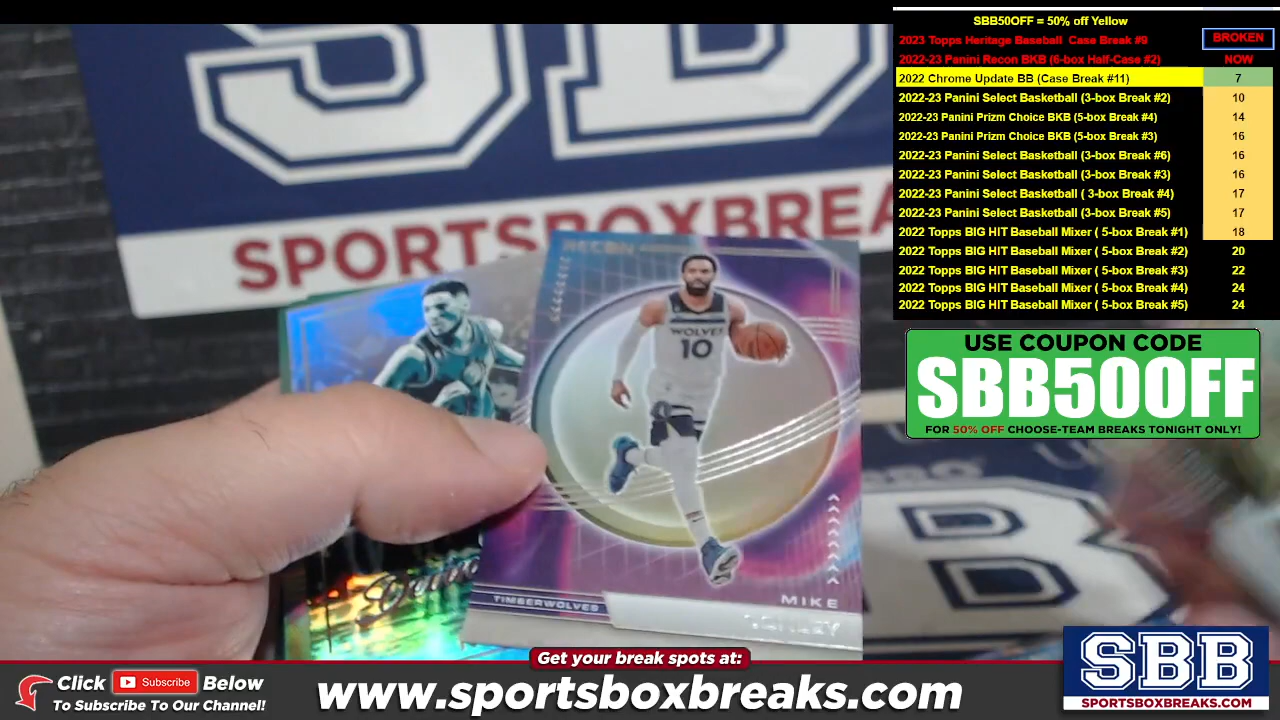 SBB50OFF = 50% off Yellow
2023 Topps Heritage Baseball Case Break #9 BROKEN
2022-23 Panini Recon BKB (6-box Half-Case #2) NOW
2022 Chrome Update BB (Case Break #11) 7
2022-23 Panini Select Basketball (3-box Break #2) 10
2022-23 Panini Prizm Choice BKB (5-box Break #4) 14
2022-23 Panini Prizm Choice BKB (5-box Break #3) 16
2022-23 Panini Select Basketball (3-box Break #6) 16
2022-23 Panini Select Basketball (3-box Break #3) 16
2022-23 Panini Select Basketball ( 3-box Break #4) 17
2022-23 Panini Select Basketball (3-box Break #5) 17
2022 Topps BIG HIT Baseball Mixer ( 5-box Break #1) 18
2022 Topps BIG HIT Baseball Mixer ( 5-box Break #2) 20
2022 Topps BIG HIT Baseball Mixer ( 5-box Break #3) 22
2022 Topps BIG HIT Baseball Mixer ( 5-box Break #4) 24
2022 Topps BIG HIT Baseball Mixer ( 5-box Break #5) 24
USE COUPON CODE
SBB50OFF
FOR 50% OFF CHOOSE-TEAM BREAKS TONIGHT ONLY!
SPORTSBOXBREA
RECON
WOLVES
10
TIMBERWOLVES
MIKE
CONLEY
Get your break spots at:
Click Subscribe Below
To Subscribe To Our Channel!
www.sportsboxbreaks.com
SBB
SPORTSBOXBREAKS.COM